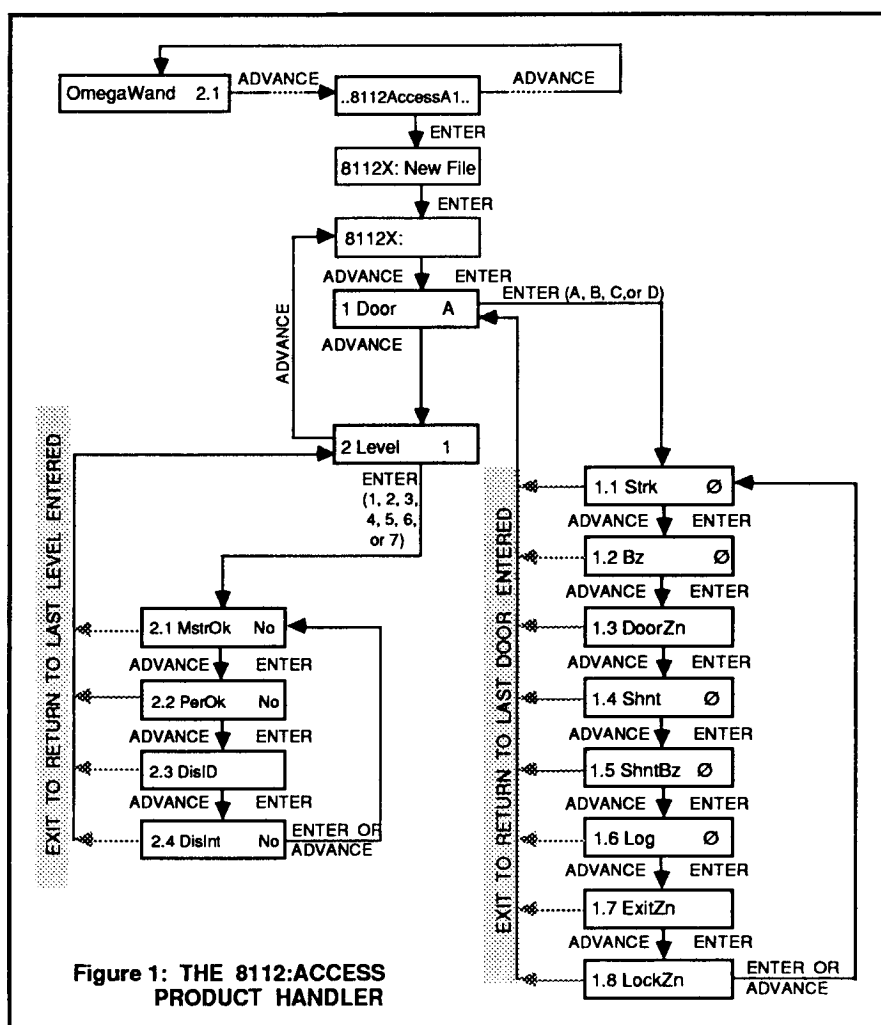 OmegaWand 2.1
ADVANCE
..8112AccessA1..
ADVANCE
ENTER
8112X: New File
ENTER
8112X:
ADVANCE ENTER
1 Door A
ENTER (A, B, C,or D)
ADVANCE
ADVANCE
2 Level 1
ENTER
(1, 2, 3,
4, 5, 6,
or 7)
EXIT TO RETURN TO LAST LEVEL ENTERED
2.1 MstrOk No
ADVANCE ENTER
2.2 PerOk No
ADVANCE ENTER
2.3 DisID
ADVANCE ENTER
2.4 DisInt No
ENTER OR
ADVANCE
EXIT TO RETURN TO LAST DOOR ENTERED
1.1 Strk Ø
ADVANCE ENTER
1.2 Bz Ø
ADVANCE ENTER
1.3 DoorZn
ADVANCE ENTER
1.4 Shnt Ø
ADVANCE ENTER
1.5 ShntBz Ø
ADVANCE ENTER
1.6 Log Ø
ADVANCE ENTER
1.7 ExitZn
ADVANCE ENTER
1.8 LockZn
ENTER OR
ADVANCE
Figure 1: THE 8112:ACCESS
PRODUCT HANDLER